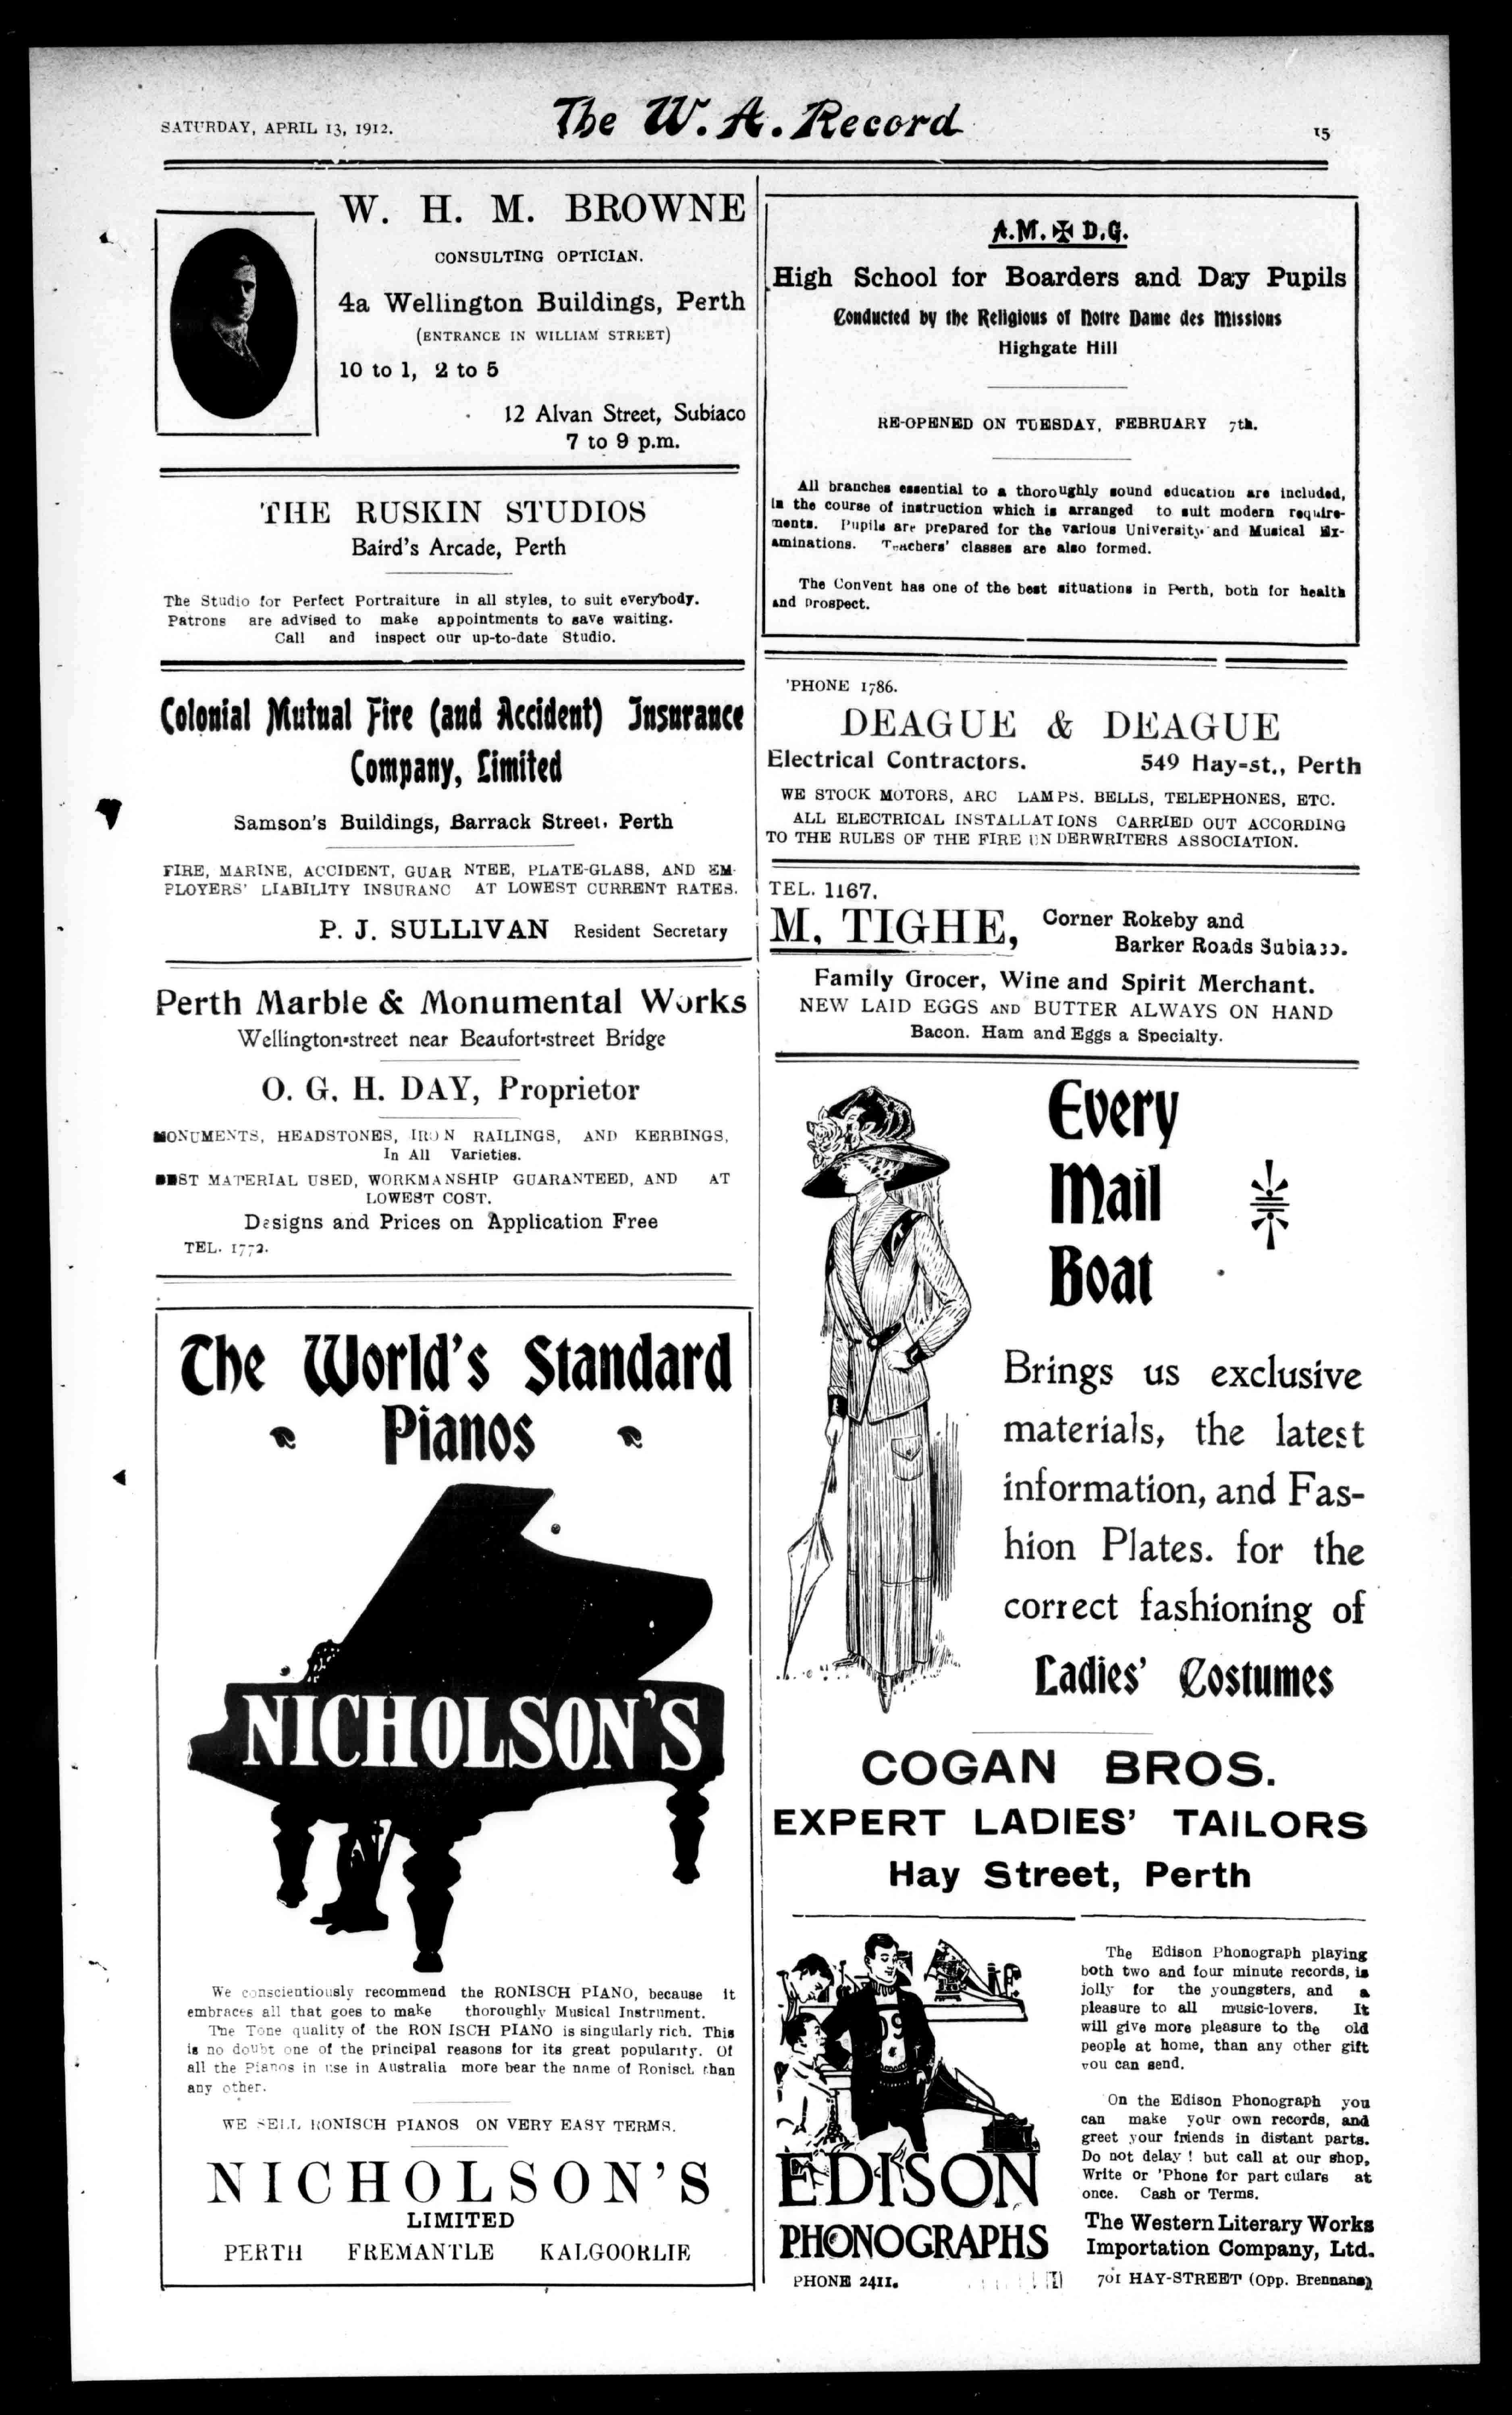 SATURDAY, APRIL 13, 1912.
The W. A. Record
15
W. H. M. BROWNE
CONSULTING OPTICIAN.
4a Wellington Buildings, Perth
(ENTRANCE IN WILLIAM STREET)
10 to 1, 2 to 5
12 Alvan Street, Subiaco
7 to 9 p.m.
THE RUSKIN STUDIOS
Baird's Arcade, Perth
The Studio for Perfect Portraiture in all styles, to suit everybody.
Patrons are advised to make appointments to save waiting.
Call and inspect our up-to-date Studio.
Colonial Mutual Fire (and Accident) Insurance
Company, Limited
Samson's Buildings, Barrack Street, Perth
FIRE, MARINE, ACCIDENT, GUAR NTEE, PLATE-GLASS, AND EM-
PLOYERS' LIABILITY INSURANC AT LOWEST CURRENT RATES.
P. J. SULLIVAN Resident Secretary
Perth Marble & Monumental Works
Wellington-street near Beaufort-street Bridge
O. G. H. DAY, Proprietor
MONUMENTS, HEADSTONES, IRON RAILINGS, AND KERBINGS,
In All Varieties.
BEST MATERIAL USED, WORKMANSHIP GUARANTEED, AND AT
LOWEST COST.
Designs and Prices on Application Free
TEL. 1772.
The World's Standard
Pianos
NICHOLSON'S
We conscientiously recommend the RONISCH PIANO, because it
embraces all that goes to make thoroughly Musical Instrument.
The Tone quality of the RON ISCH PIANO is singularly rich. This
is no doubt one of the principal reasons for its great popularity. Of
all the Pianos in use in Australia more bear the name of Ronisch than
any other.
WE SELL RONISCH PIANOS ON VERY EASY TERMS.
NICHOLSON'S
LIMITED
PERTH FREMANTLE KALGOORLIE
A.M. ✠ D.G.
High School for Boarders and Day Pupils
Conducted by the Religious of Notre Dame des Missions
Highgate Hill
RE-OPENED ON TUESDAY, FEBRUARY 7th.
All branches essential to a thoroughly sound education are included,
in the course of instruction which is arranged to suit modern require-
ments. Pupils are prepared for the various University and Musical Ex-
aminations. Teachers' classes are also formed.
The Convent has one of the best situations in Perth, both for health
and prospect.
'PHONE 1786.
DEAGUE & DEAGUE
Electrical Contractors. 549 Hay-st., Perth
WE STOCK MOTORS, ARC LAMPS. BELLS, TELEPHONES, ETC.
ALL ELECTRICAL INSTALLATIONS CARRIED OUT ACCORDING
TO THE RULES OF THE FIRE UNDERWRITERS ASSOCIATION.
TEL. 1167.
M. TIGHE, Corner Rokeby and
Barker Roads Subiaco.
Family Grocer, Wine and Spirit Merchant.
NEW LAID EGGS AND BUTTER ALWAYS ON HAND
Bacon. Ham and Eggs a Specialty.
Every
Mail
Boat
Brings us exclusive
materials, the latest
information, and Fas-
hion Plates. for the
correct fashioning of
Ladies' Costumes
COGAN BROS.
EXPERT LADIES' TAILORS
Hay Street, Perth
The Edison Phonograph playing
both two and four minute records, is
jolly for the youngsters, and a
pleasure to all music-lovers. It
will give more pleasure to the old
people at home, than any other gift
you can send.
On the Edison Phonograph you
can make your own records, and
greet your friends in distant parts.
Do not delay ! but call at our shop,
Write or 'Phone for part culars at
once. Cash or Terms.
The Western Literary Works
Importation Company, Ltd.
701 HAY-STREET (Opp. Brennans)
09
EDISON
PHONOGRAPHS
PHONE 2411.